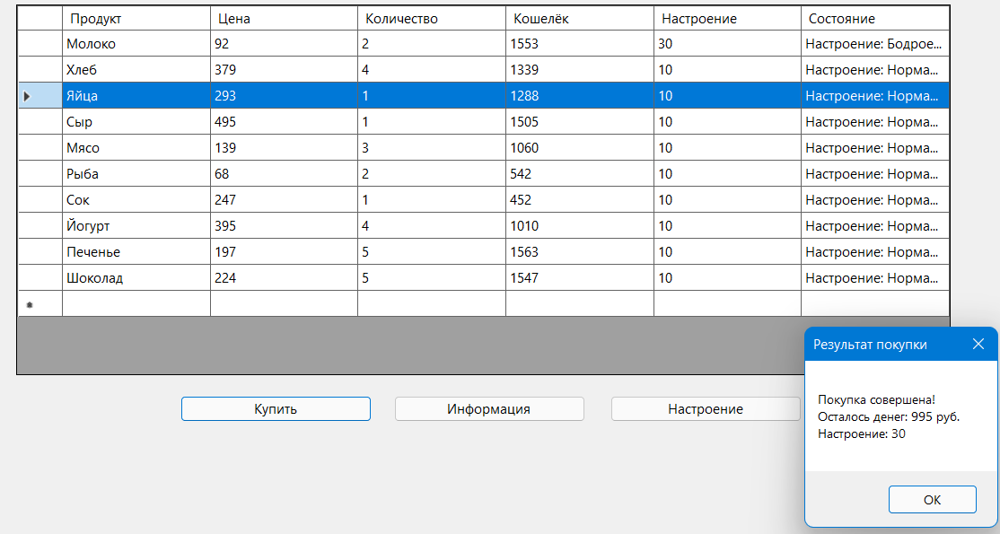 Продукт Цена Количество Кошелёк Настроение Состояние
Молоко 92 2 1553 30 Настроение: Бодрое...
Хлеб 379 4 1339 10 Настроение: Норма...
Яйца 293 1 1288 10 Настроение: Норма...
Сыр 495 1 1505 10 Настроение: Норма...
Мясо 139 3 1060 10 Настроение: Норма...
Рыба 68 2 542 10 Настроение: Норма...
Сок 247 1 452 10 Настроение: Норма...
Йогурт 395 4 1010 10 Настроение: Норма...
Печенье 197 5 1563 10 Настроение: Норма...
Шоколад 224 5 1547 10 Настроение: Норма...
Купить Информация Настроение
Результат покупки
Покупка совершена!
Осталось денег: 995 руб.
Настроение: 30
ОК